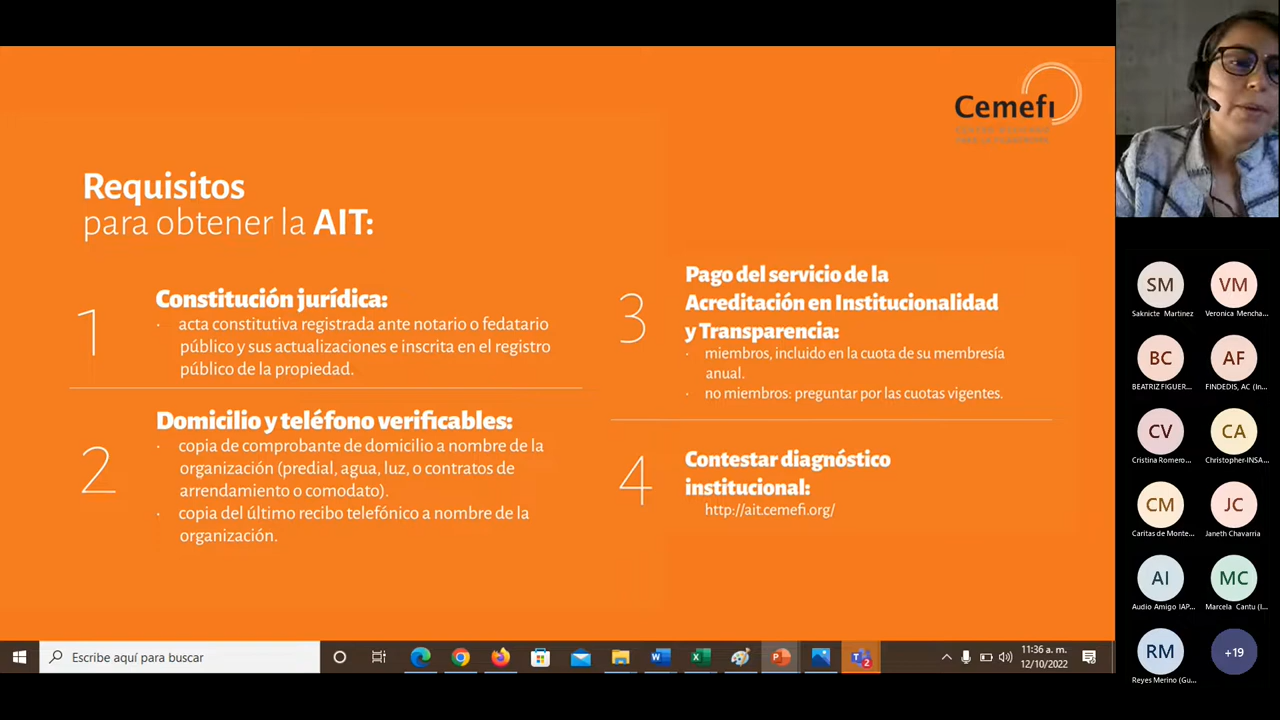 Cemefi
Requisitos
para obtener la AIT:
1
Constitución jurídica:
· acta constitutiva registrada ante notario o fedatario
público y sus actualizaciones e inscrita en el registro
público de la propiedad.
2
Domicilio y teléfono verificables:
· copia de comprobante de domicilio a nombre de la
organización (predial, agua, luz, o contratos de
arrendamiento o comodato).
· copia del último recibo telefónico a nombre de la
organización.
3
Pago del servicio de la
Acreditación en Institucionalidad
y Transparencia:
· miembros, incluido en la cuota de su membresía
anual.
· no miembros: preguntar por las cuotas vigentes.
4
Contestar diagnóstico
institucional:
http://ait.cemefi.org/
SM
Saknicte Martinez
VM
Veronica Mencha...
BC
BEATRIZ FIGUER...
AF
FINDEDIS, AC (In...
CV
Cristina Romero...
CA
Christopher-INSA...
CM
Caritas de Monte...
JC
Janeth Chavarria
AI
Audio Amigo IAP...
MC
Marcela Cantu (I...
RM
Reyes Merino (Gu...
+19
Escribe aquí para buscar
2
11:36 a. m.
12/10/2022